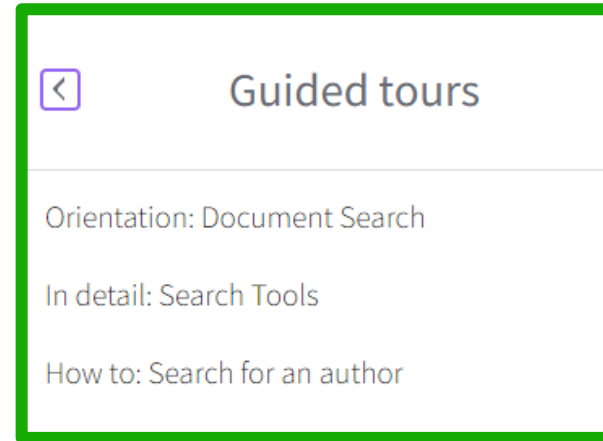 Guided tours
Orientation: Document Search
In detail: Search Tools
How to: Search for an author